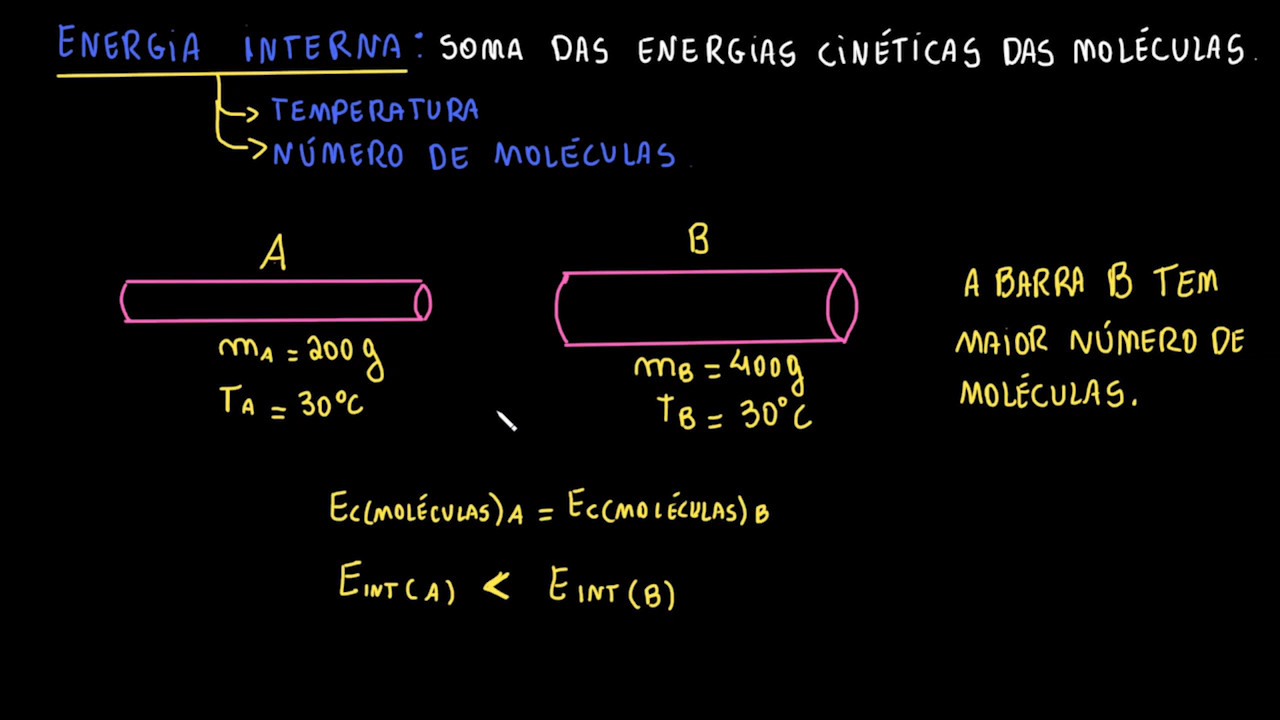 ENERGIA INTERNA: SOMA DAS ENERGIAS CINÉTICAS DAS MOLÉCULAS.
TEMPERATURA
NÚMERO DE MOLÉCULAS.
A
mA = 200g
TA = 30°C
B
mB = 400g
TB = 30°C
A BARRA B TEM
MAIOR NÚMERO DE
MOLÉCULAS.
EC(MOLÉCULAS)A = EC(MOLÉCULAS)B
EINT(A) < EINT(B)